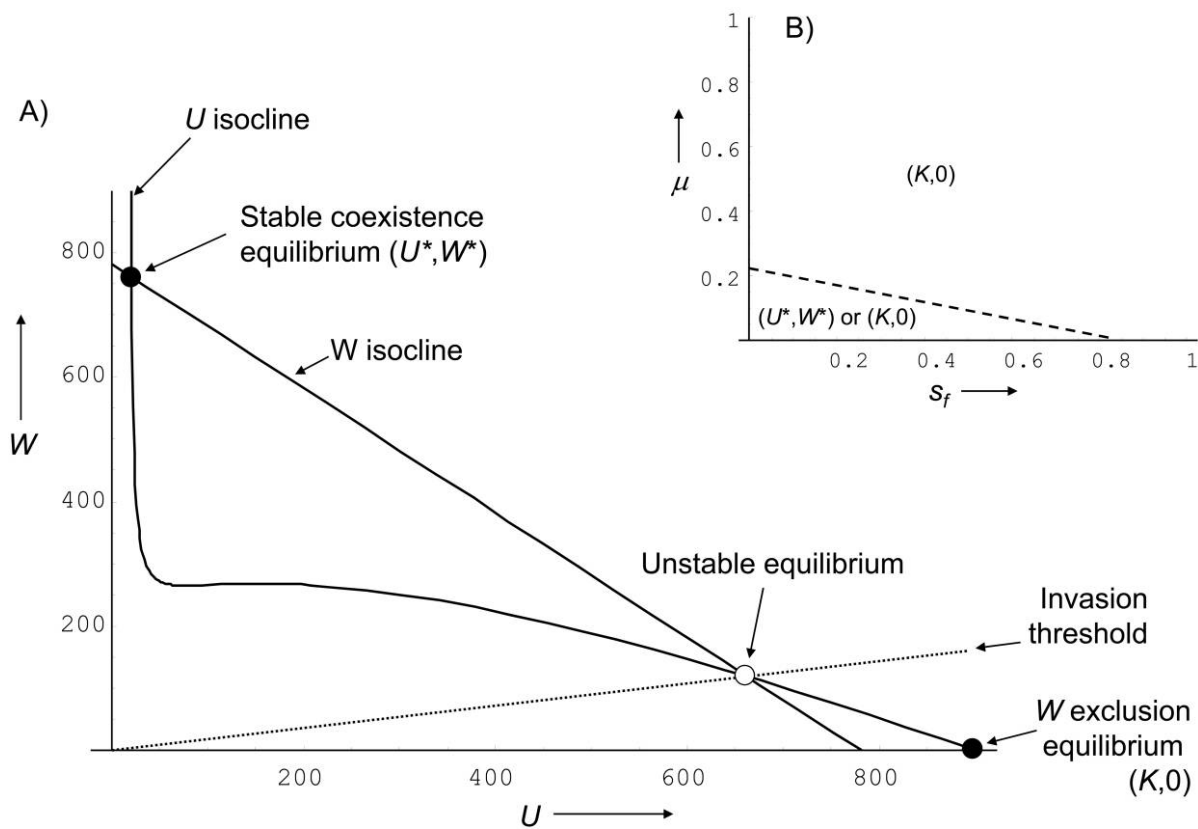 A)
U isocline
Stable coexistence
equilibrium (U*,W*)
W isocline
800
600
400
200
W
Unstable equilibrium
Invasion
threshold
W exclusion
equilibrium
(K,0)
200
400
600
800
U
B)
1
0.8
0.6
0.4
0.2
μ
(K,0)
(U*,W*) or (K,0)
0.2
0.4
0.6
0.8
1
sf